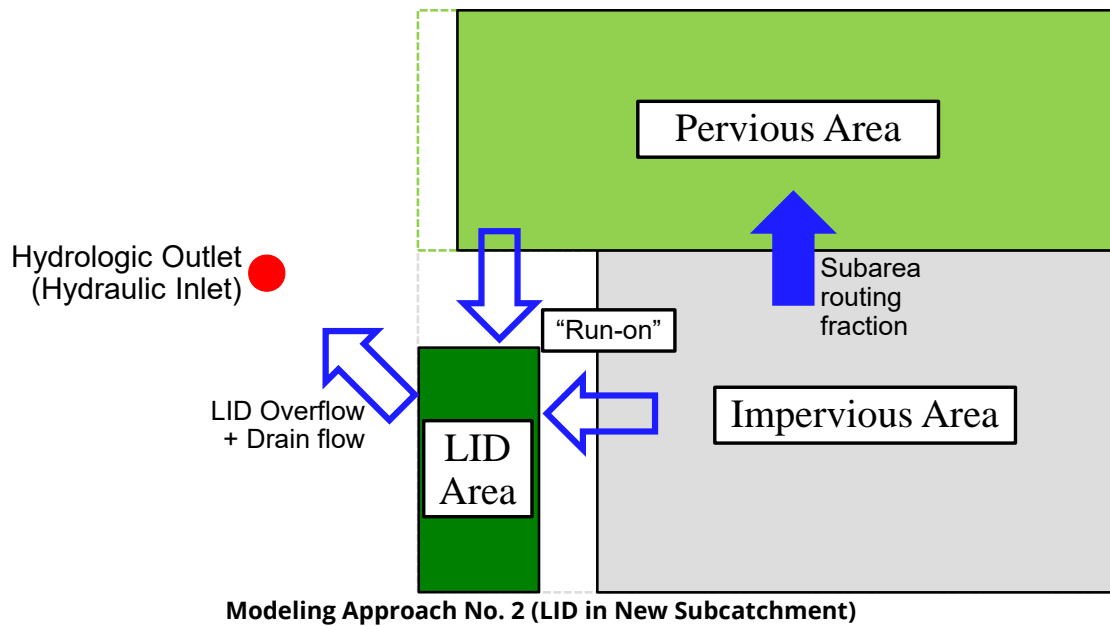 Pervious Area
Hydrologic Outlet
(Hydraulic Inlet)
Subarea
routing
fraction
“Run-on”
LID Overflow
+ Drain flow
LID
Area
Impervious Area
Modeling Approach No. 2 (LID in New Subcatchment)